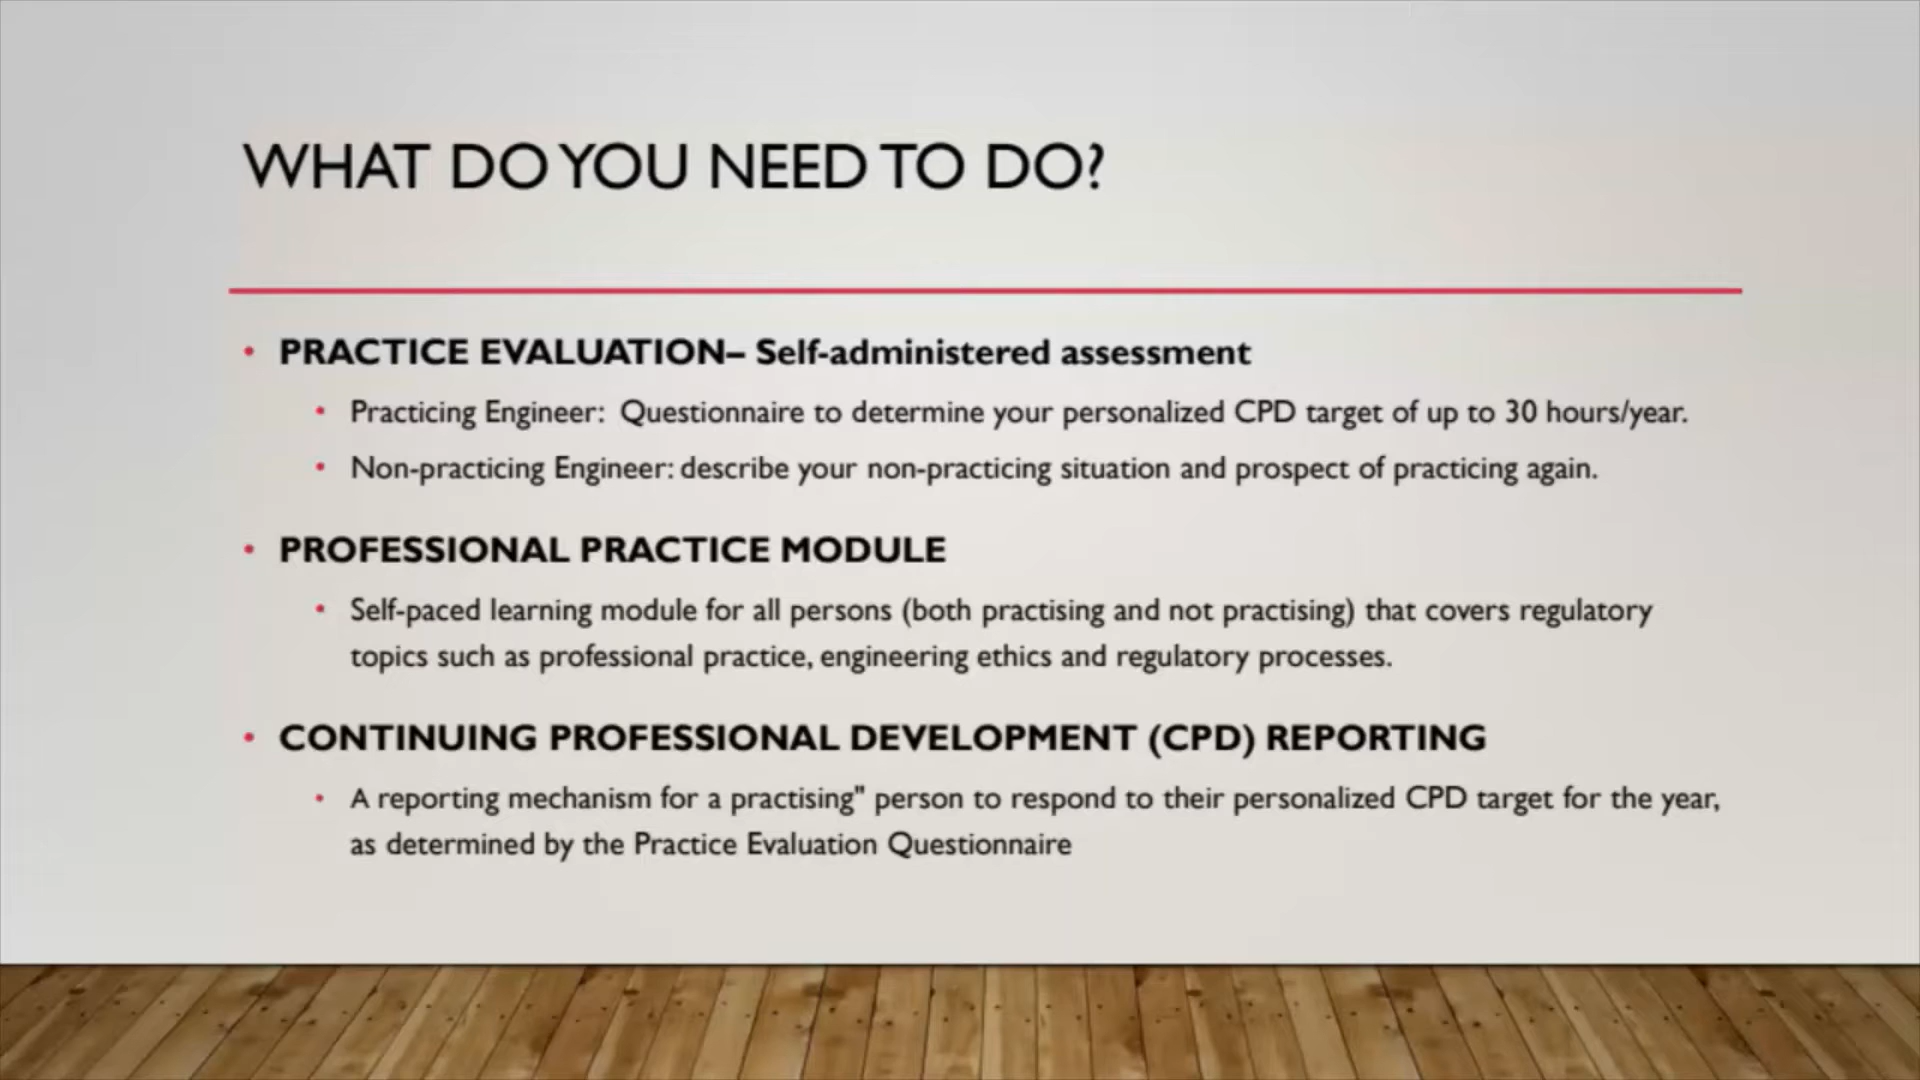 WHAT DO YOU NEED TO DO?
• PRACTICE EVALUATION– Self-administered assessment
• Practicing Engineer: Questionnaire to determine your personalized CPD target of up to 30 hours/year.
• Non-practicing Engineer: describe your non-practicing situation and prospect of practicing again.
• PROFESSIONAL PRACTICE MODULE
• Self-paced learning module for all persons (both practising and not practising) that covers regulatory
topics such as professional practice, engineering ethics and regulatory processes.
• CONTINUING PROFESSIONAL DEVELOPMENT (CPD) REPORTING
• A reporting mechanism for a practising" person to respond to their personalized CPD target for the year,
as determined by the Practice Evaluation Questionnaire